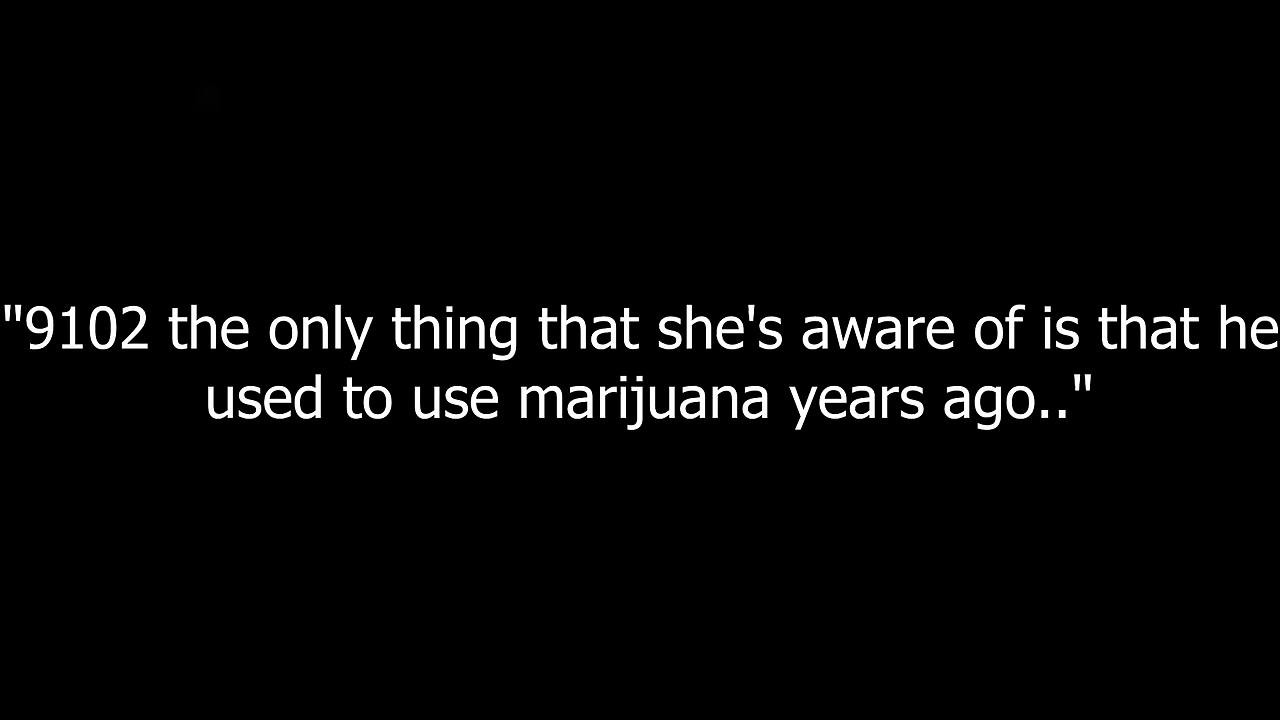 "9102 the only thing that she's aware of is that he
used to use marijuana years ago.."